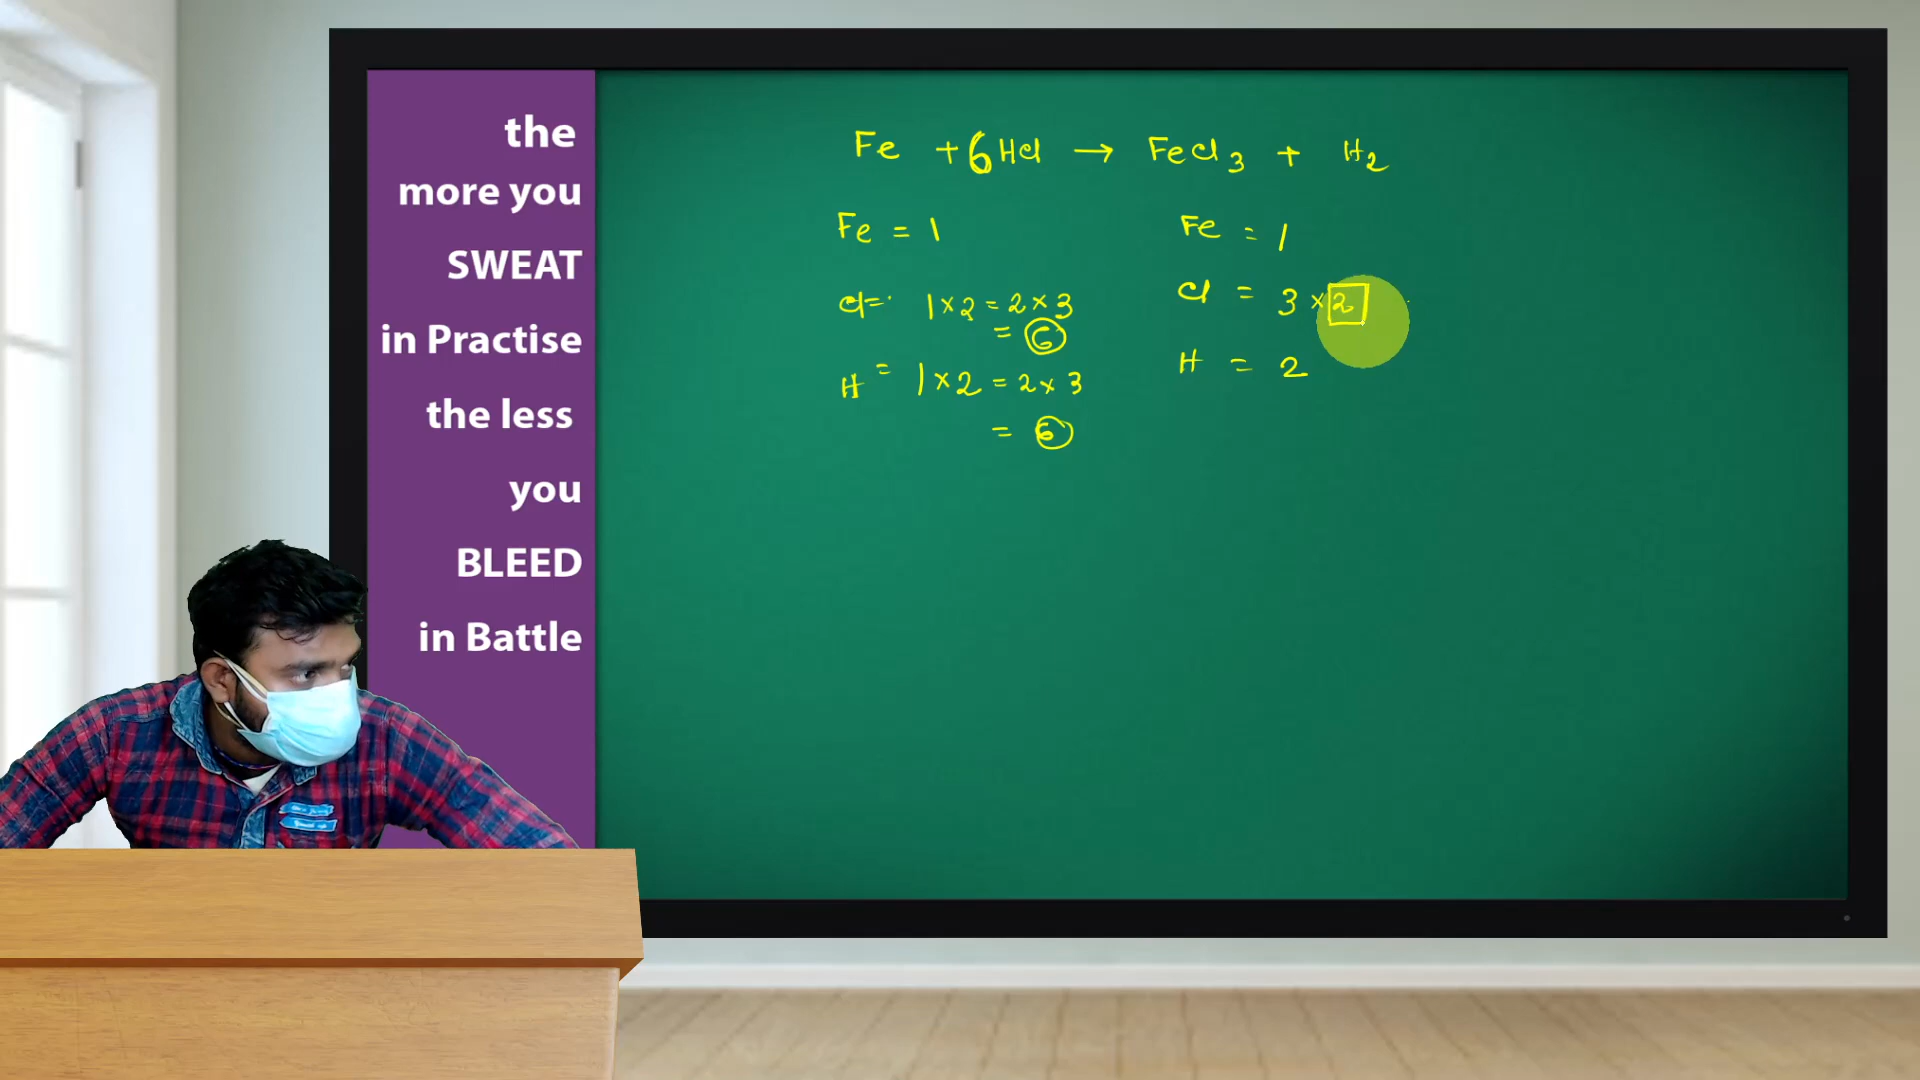 the
more you
SWEAT
in Practise
the less
you
BLEED
in Battle
Fe + 6HCl → FeCl3 + H2
Fe = 1
Cl = 1 × 2 = 2 × 3
= 6
H = 1 × 2 = 2 × 3
= 6
Fe = 1
Cl = 3 × 2
H = 2